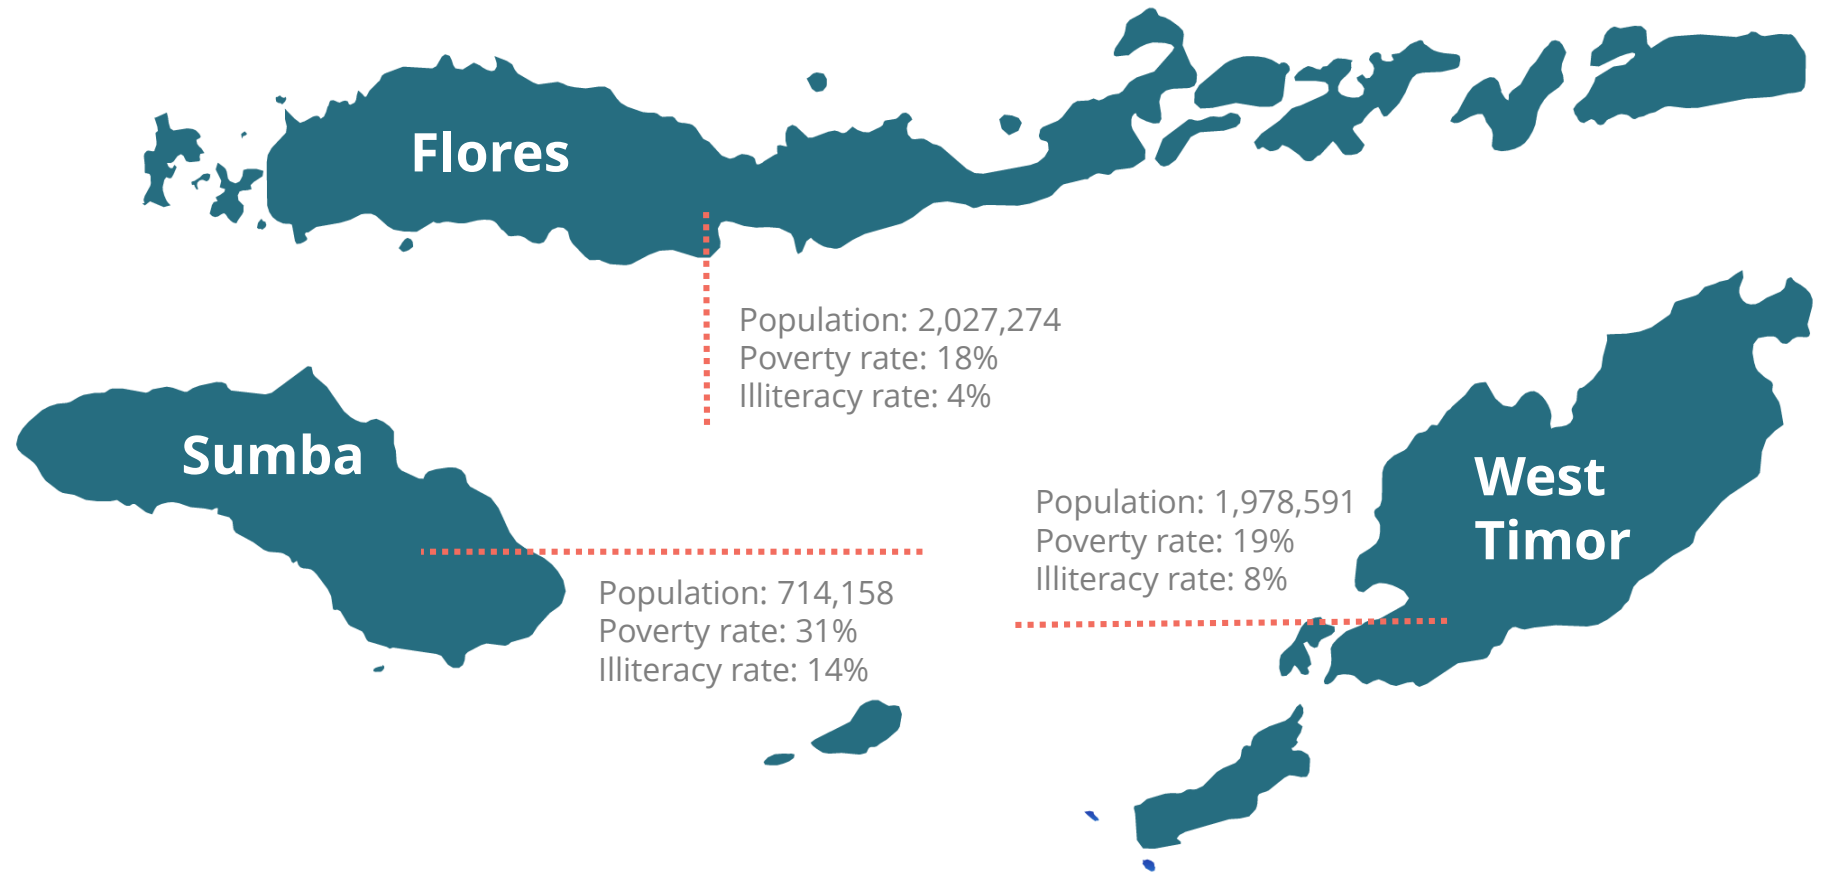 Flores
Population: 2,027,274
Poverty rate: 18%
Illiteracy rate: 4%
Sumba
Population: 714,158
Poverty rate: 31%
Illiteracy rate: 14%
West
Timor
Population: 1,978,591
Poverty rate: 19%
Illiteracy rate: 8%